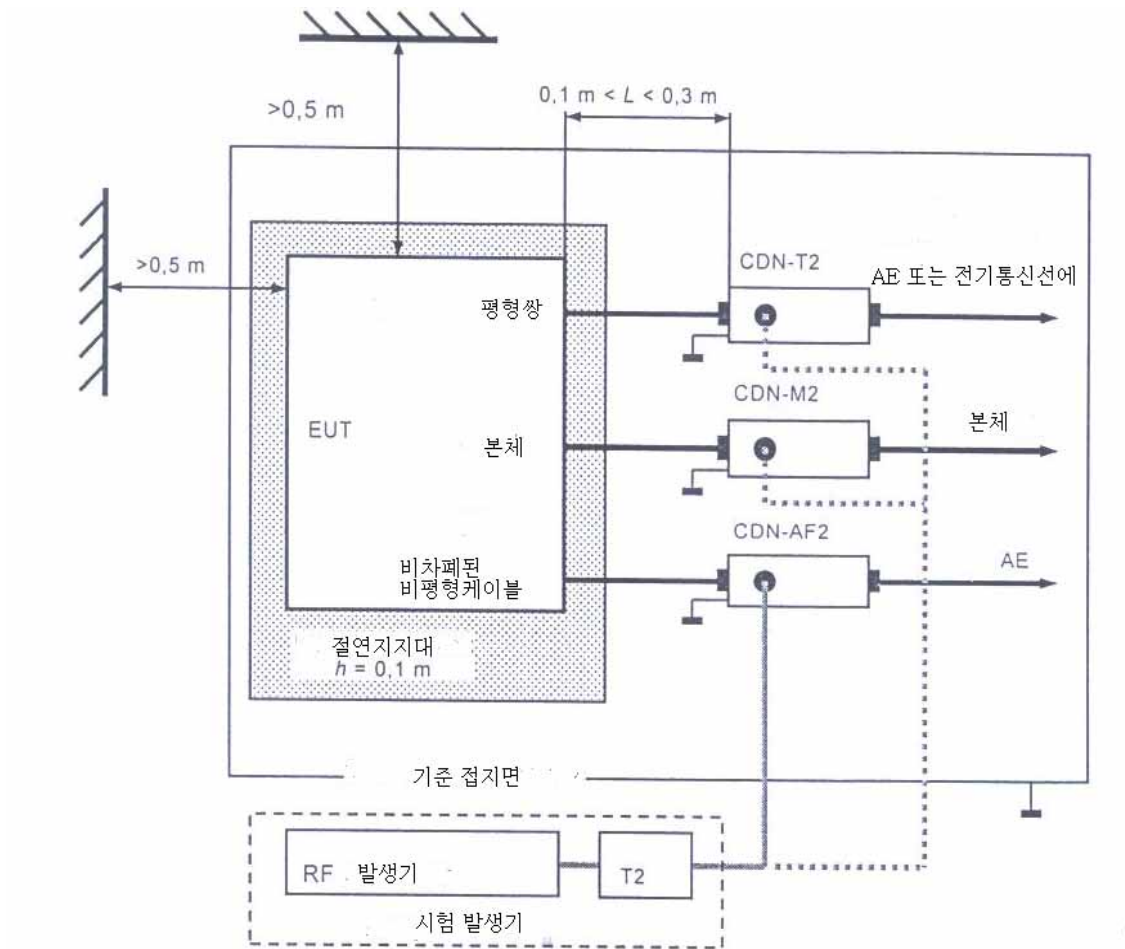 >0,5 m
0,1 m < L < 0,3 m
>0,5 m
CDN-T2
AE 또는 전기통신선에
평형쌍
CDN-M2
EUT
본체
본체
CDN-AF2
비차폐된
비평형케이블
AE
절연지지대
h = 0,1 m
기준 접지면
RF 발생기
T2
시험 발생기